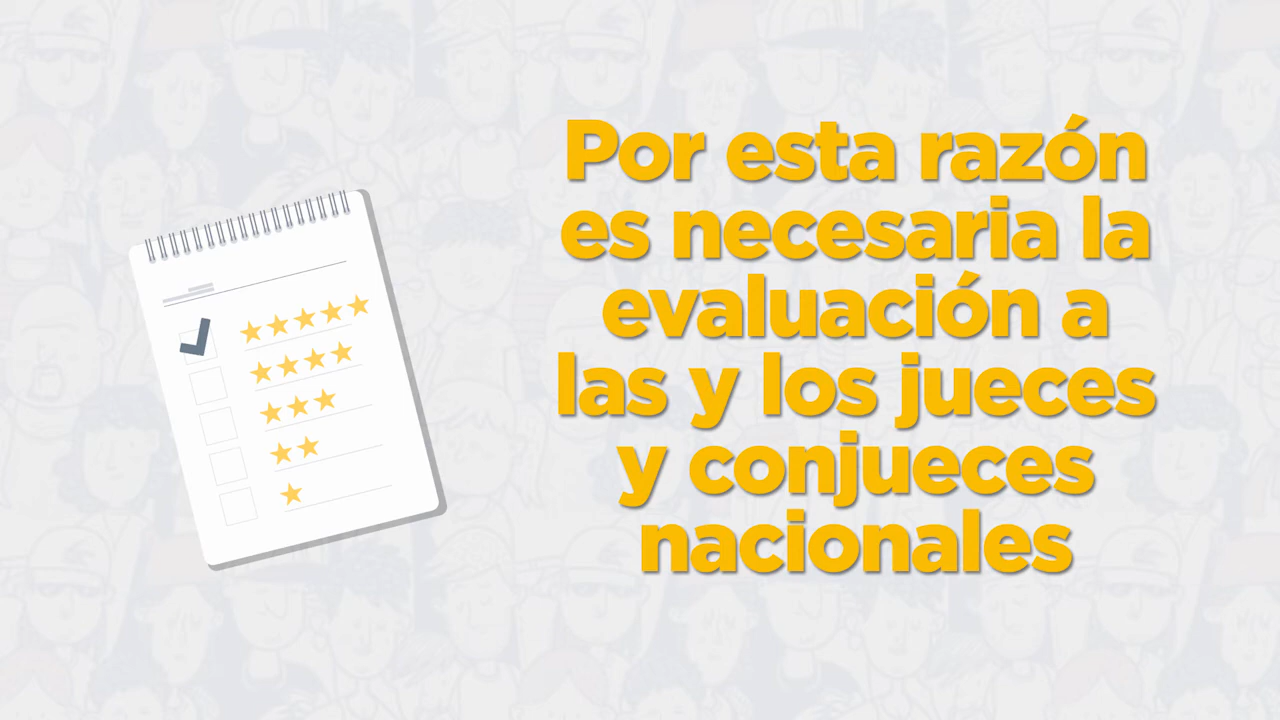 Por esta razón
es necesaria la
evaluación a
las y los jueces
y conjueces
nacionales